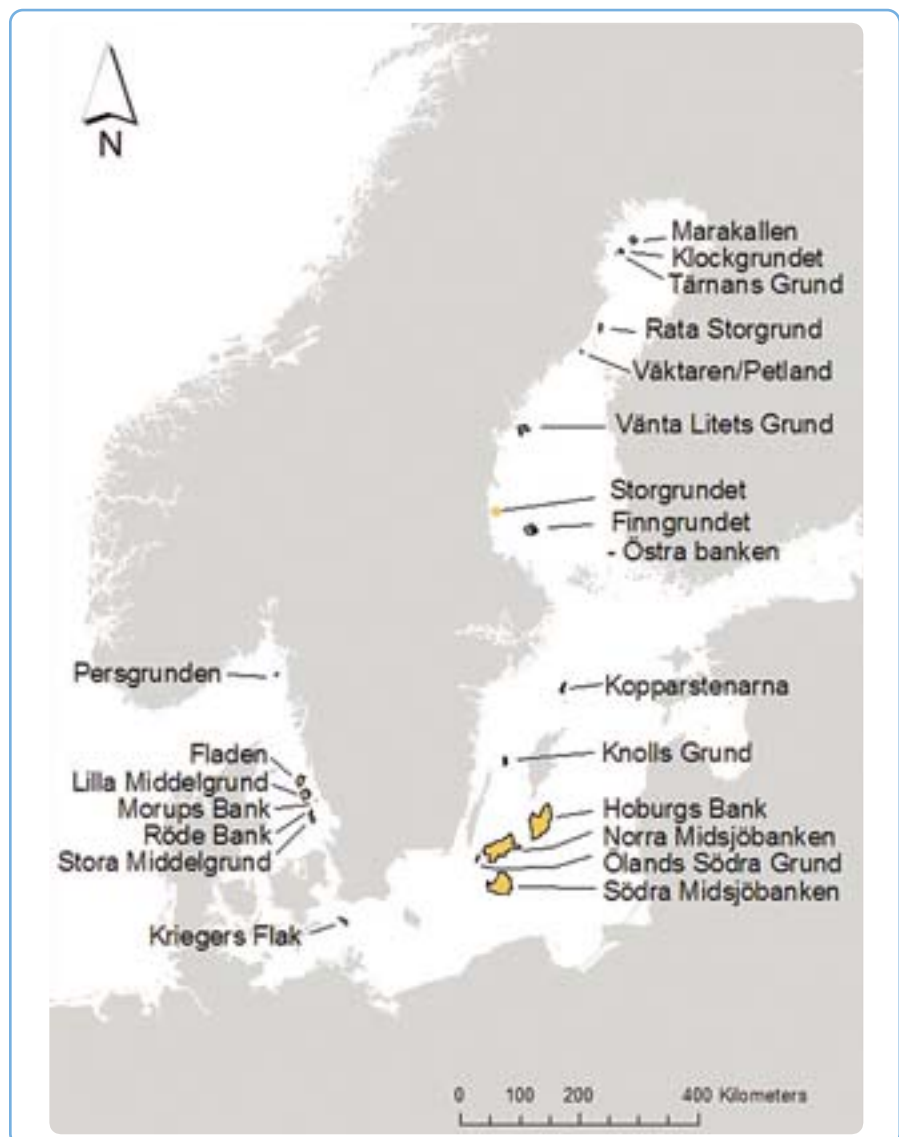 N
Marakallen
Klockgrundet
Tärnans Grund
Rata Storgrund
Väktaren/Petland
Vänta Litets Grund
Storgrundet
Finngrundet
- Östra banken
Persgrunden
Kopparstenarna
Fladen
Lilla Middelgrund
Morups Bank
Röde Bank
Stora Middelgrund
Knolls Grund
Hoburgs Bank
Norra Midsjöbanken
Ölands Södra Grund
Södra Midsjöbanken
Kriegers Flak
0 100 200 400 Kilometers